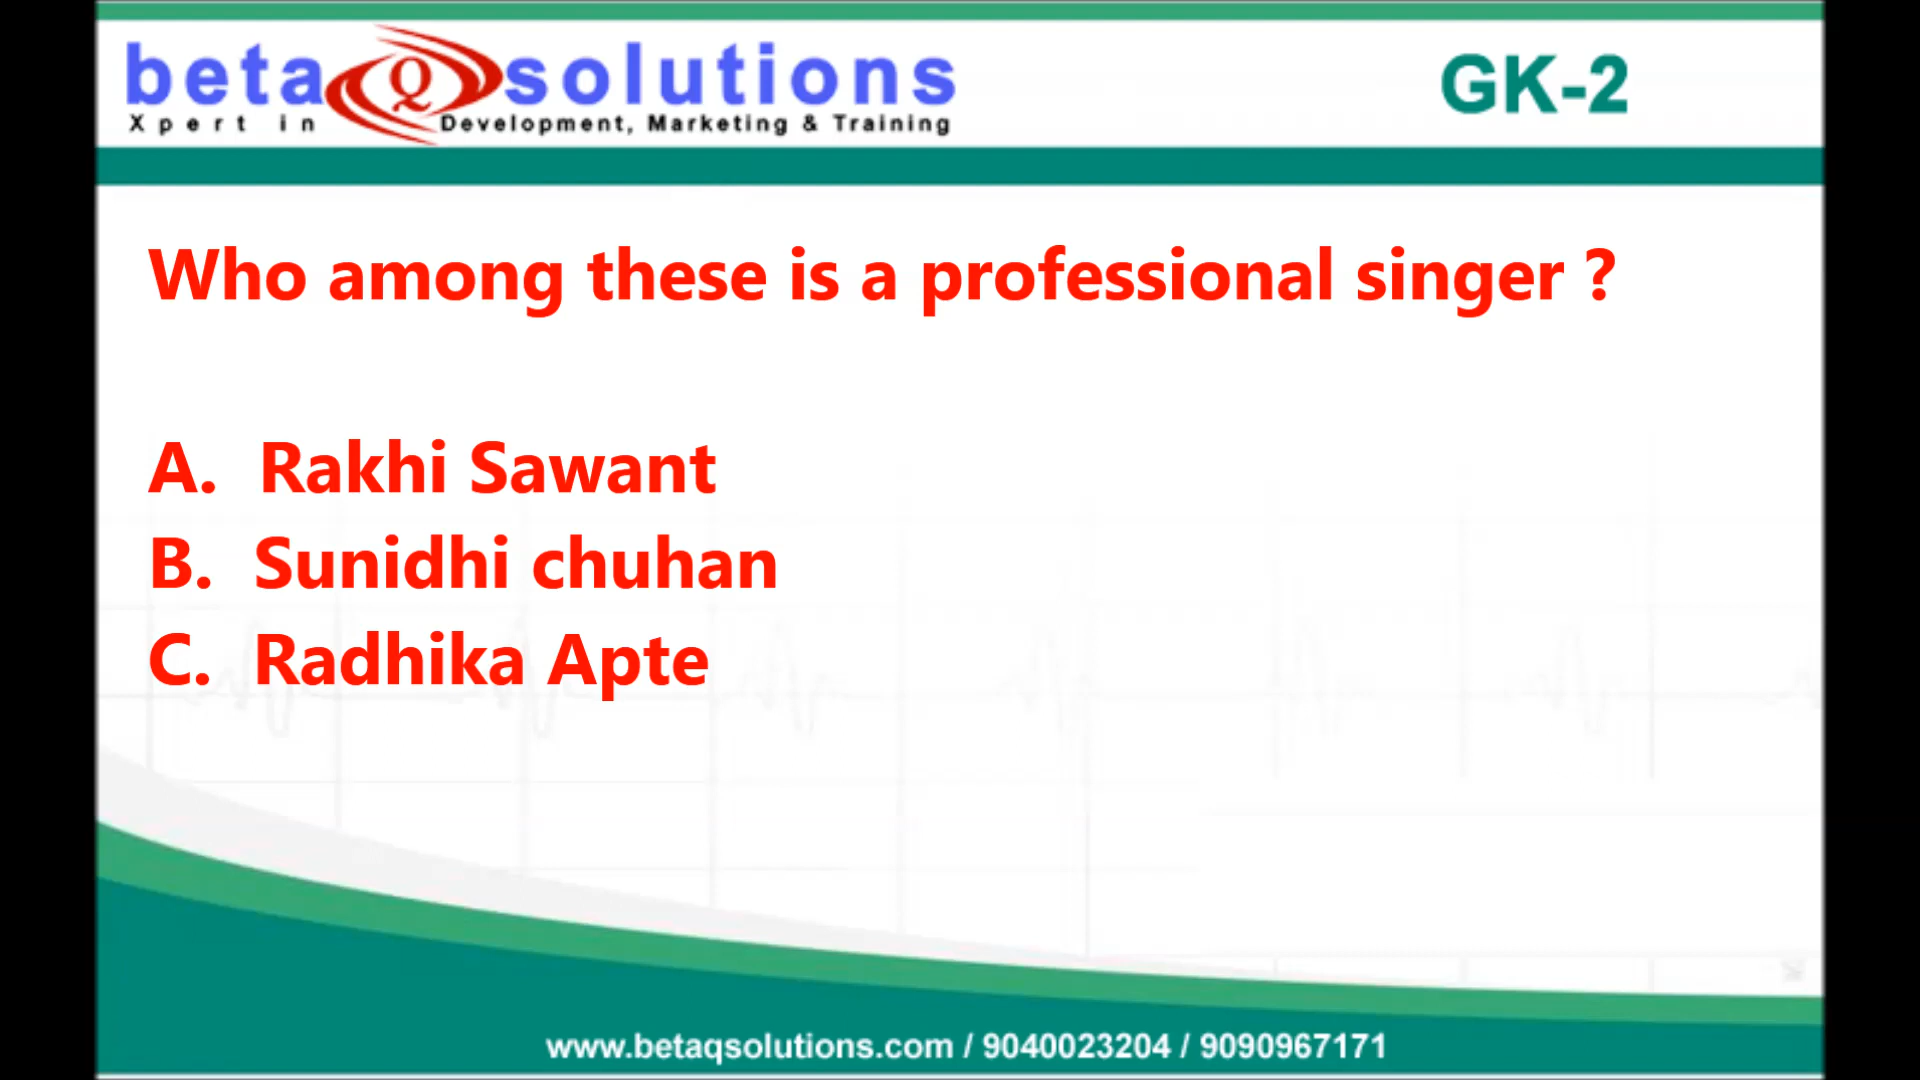 beta Q solutions
Xpert in Development, Marketing & Training
GK-2
Who among these is a professional singer ?
A. Rakhi Sawant
B. Sunidhi chuhan
C. Radhika Apte
www.betaqsolutions.com / 9040023204 / 9090967171